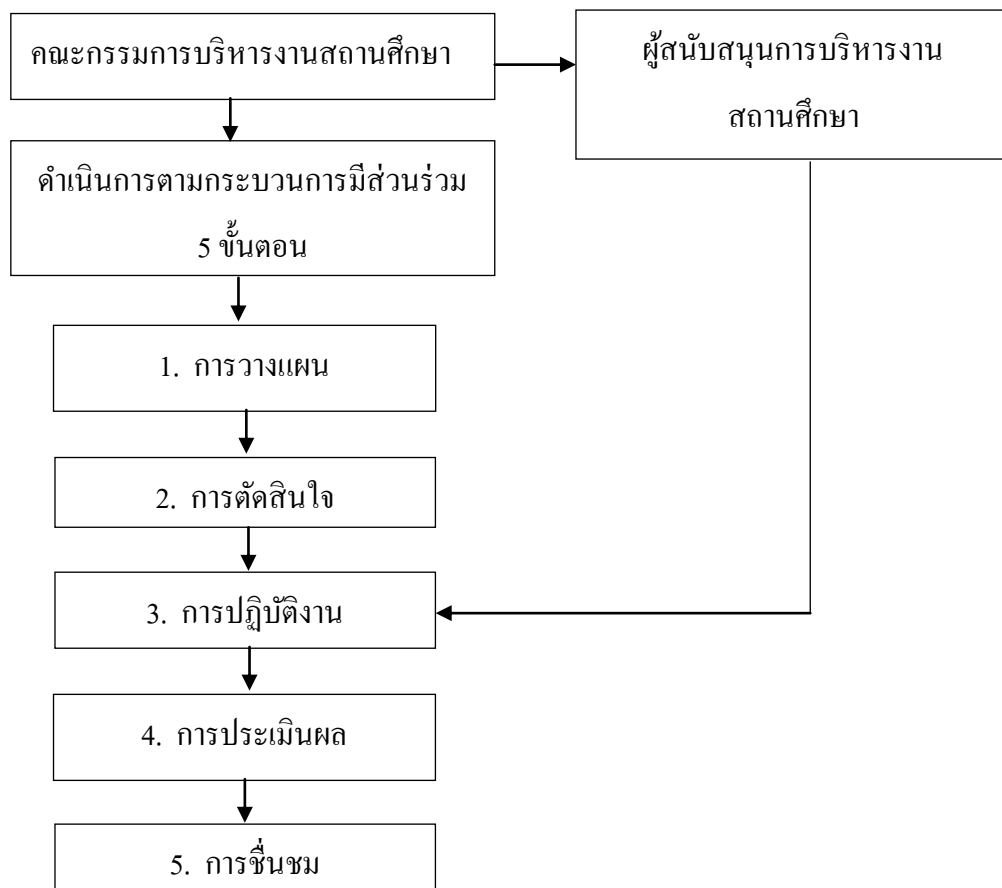 คณะกรรมการบริหารงานสถานศึกษา
ผู้สนับสนุนการบริหารงาน
สถานศึกษา
ดำเนินการตามกระบวนการมีส่วนร่วม
5 ขั้นตอน
1. การวางแผน
2. การตัดสินใจ
3. การปฏิบัติงาน
4. การประเมินผล
5. การชื่นชม